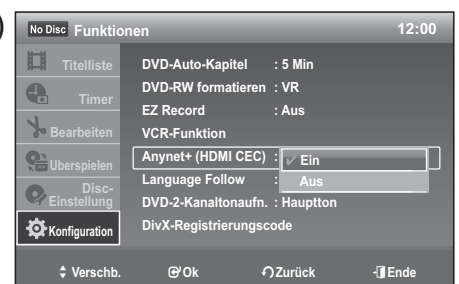 )
No Disc Funktionen 12:00
Titelliste
Timer
Bearbeiten
Uberspielen
Disc-
Einstellung
Konfiguration
DVD-Auto-Kapitel : 5 Min
DVD-RW formatieren : VR
EZ Record : Aus
VCR-Funktion
Anynet+ (HDMI CEC) : ✔ Ein
Language Follow : Aus
DVD-2-Kanaltonaufn. : Hauptton
DivX-Registrierungscode
Verschb. Ok Zurück Ende